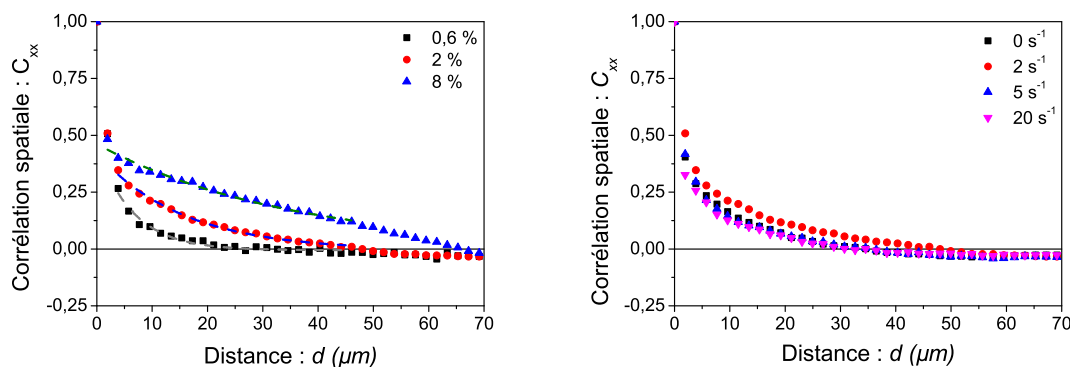 1,00
0,75
0,50
0,25
0,00
-0,25
0 10 20 30 40 50 60 70
Corrélation spatiale : Cxx
Distance : d (µm)
0,6 %
2 %
8 %
1,00
0,75
0,50
0,25
0,00
-0,25
0 10 20 30 40 50 60 70
Corrélation spatiale : Cxx
Distance : d (µm)
0 s⁻¹
2 s⁻¹
5 s⁻¹
20 s⁻¹